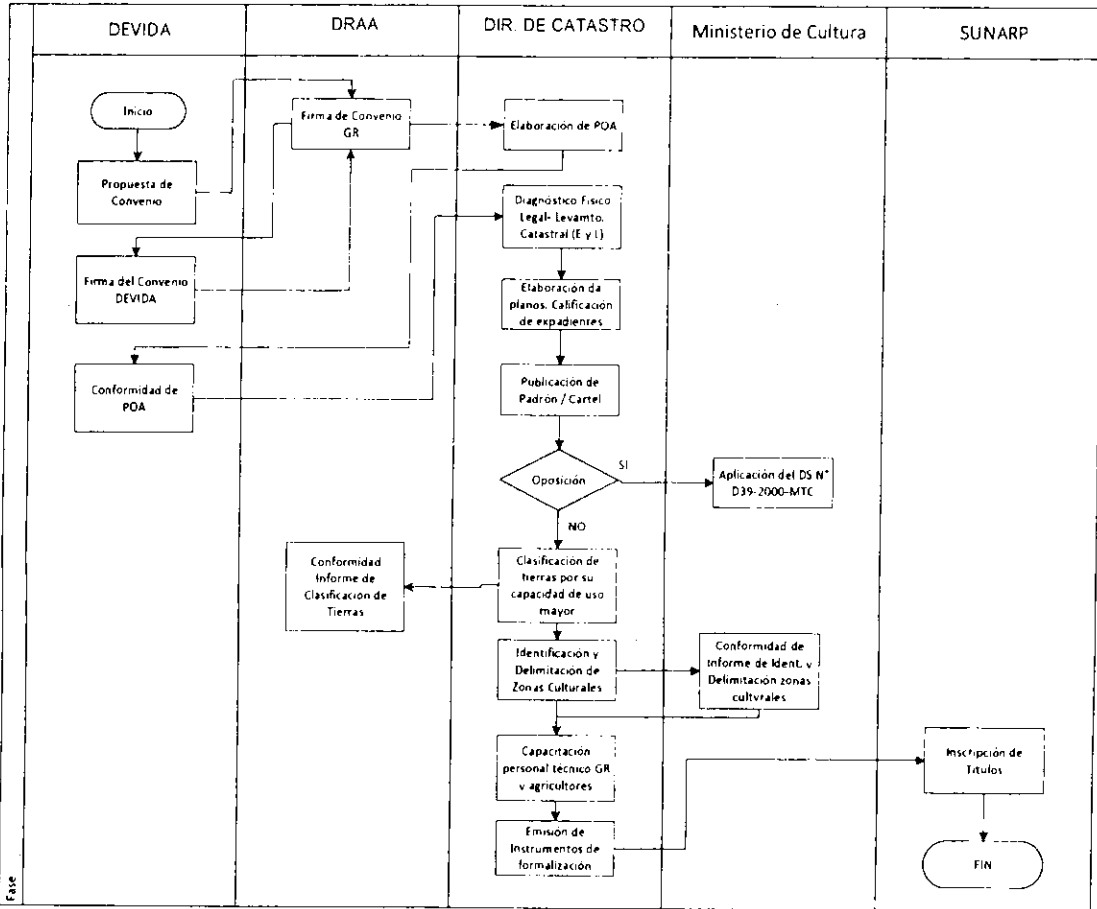 DEVIDA
DRAA
DIR. DE CATASTRO
Ministerio de Cultura
SUNARP
Inicio
Propuesta de
Convenio
Firma del Convenio
DEVIDA
Conformidad de
POA
Firma de Convenio
GR
Conformidad
Informe de
Clasificación de
Tierras
Elaboración de POA
Diagnóstico Físico
Legal- Levamto.
Catastral (E y L)
Elaboración da
planos. Calificación
de expadientes
Publicación de
Padrón / Cartel
Oposición
SI
NO
Clasificación de
tierras por su
capacidad de uso
mayor
Identificación y
Delimitación de
Zonas Culturales
Capacitación
personal técnico GR
y agricultores
Emisión de
Instrumentos de
formalización
Aplicación del DS N°
D39-2000-MTC
Conformidad de
Informe de Ident. y
Delimitación zonas
culturales
Inscripción de
Titulos
FIN
Fase